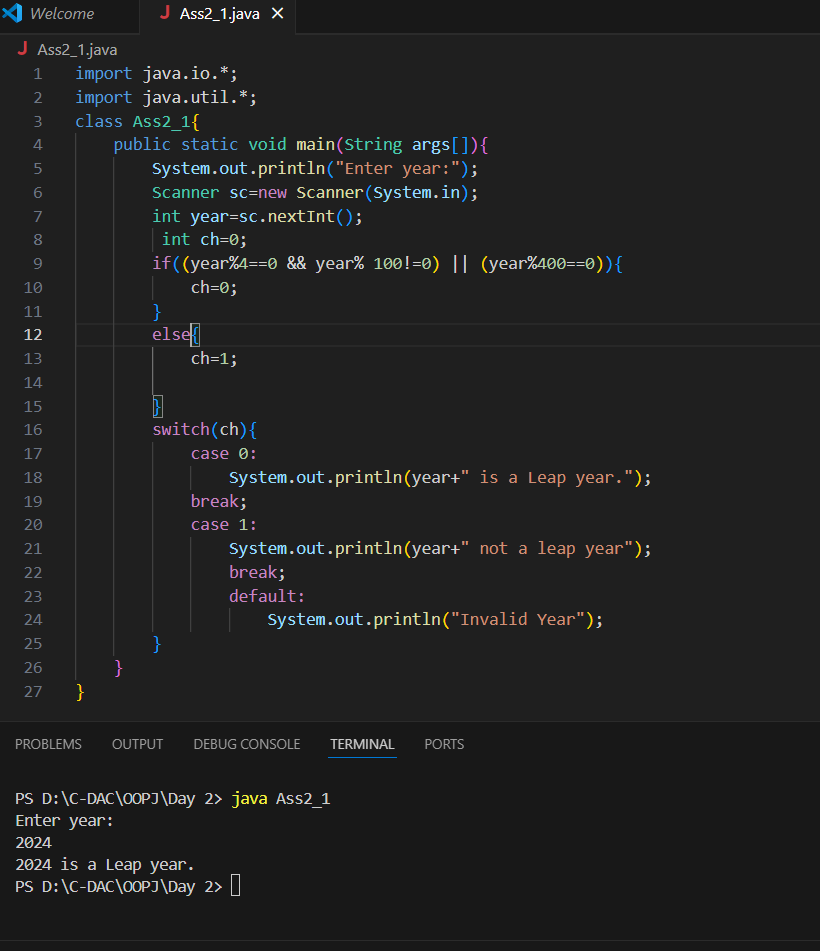 Welcome
J Ass2_1.java ×
J Ass2_1.java
1 import java.io.*;
2 import java.util.*;
3 class Ass2_1{
4 public static void main(String args[]){
5 System.out.println("Enter year:");
6 Scanner sc=new Scanner(System.in);
7 int year=sc.nextInt();
8 int ch=0;
9 if((year%4==0 && year% 100!=0) || (year%400==0)){
10 ch=0;
11 }
12 else{
13 ch=1;
14
15 }
16 switch(ch){
17 case 0:
18 System.out.println(year+" is a Leap year.");
19 break;
20 case 1:
21 System.out.println(year+" not a leap year");
22 break;
23 default:
24 System.out.println("Invalid Year");
25 }
26 }
27 }
PROBLEMS OUTPUT DEBUG CONSOLE TERMINAL PORTS
PS D:\C-DAC\OOPJ\Day 2> java Ass2_1
Enter year:
2024
2024 is a Leap year.
PS D:\C-DAC\OOPJ\Day 2>